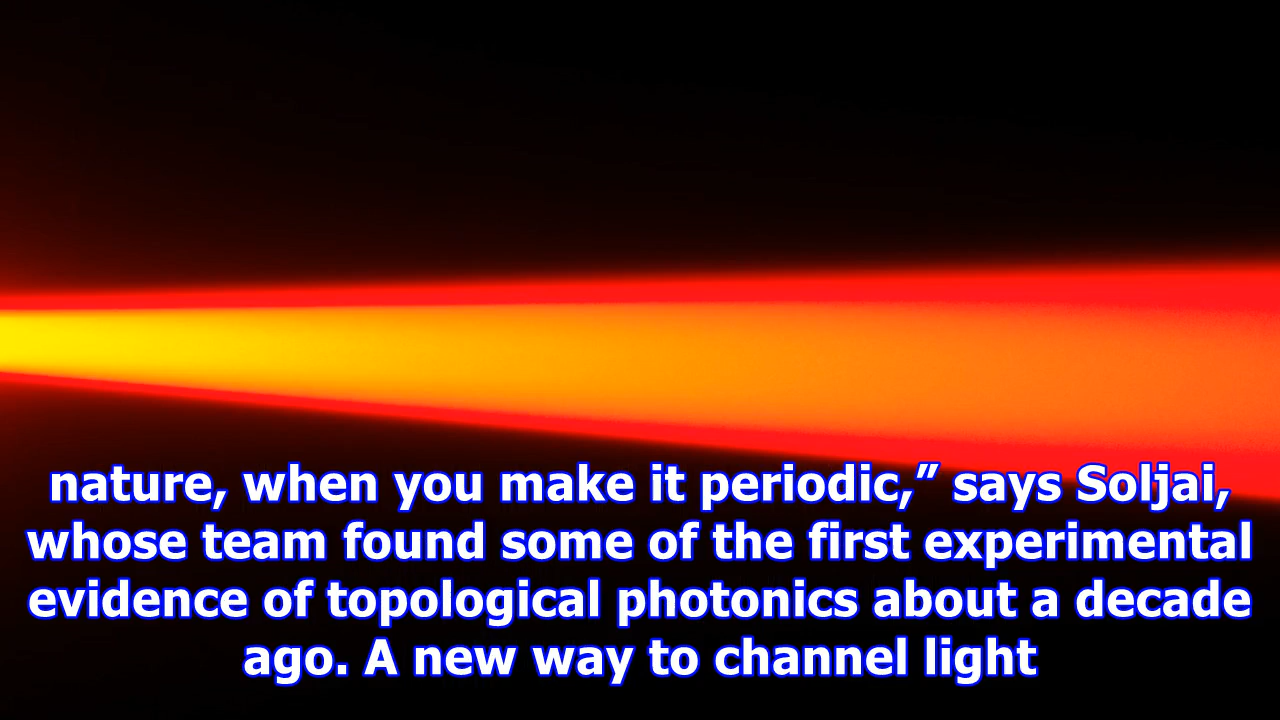 nature, when you make it periodic,” says Soljai,
whose team found some of the first experimental
evidence of topological photonics about a decade
ago. A new way to channel light